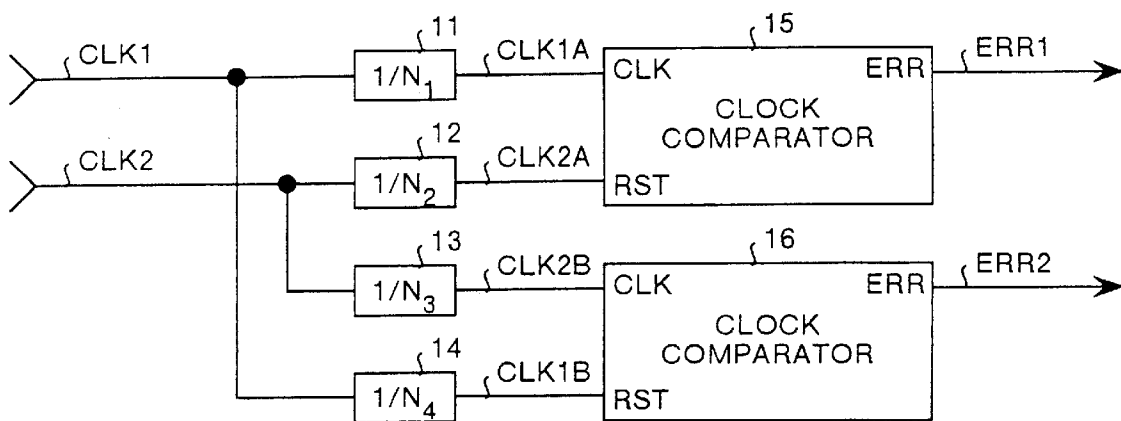 11
CLK1
1/N₁
CLK1A
15
CLK
ERR
ERR1
CLOCK
COMPARATOR
12
CLK2
1/N₂
CLK2A
RST
13
1/N₃
CLK2B
16
CLK
ERR
ERR2
CLOCK
COMPARATOR
14
1/N₄
CLK1B
RST